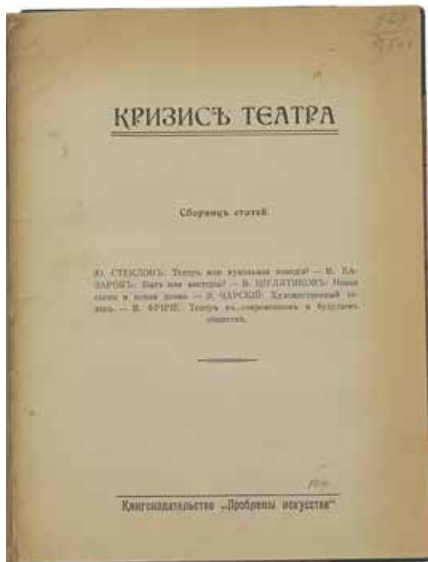 КРИЗИСЪ ТЕАТРА
Сборникъ статей
Ю. СТЕКЛОВЪ: Театръ или кукольная комедія? — В. БА-
ЗАРОВЪ: Быть или мистерія? — В. ШУЛЯТИКОВЪ: Новая
сцена и новая драма. — В. ЧАРСКІЙ: Художественный те-
атръ. — В. ФРИЧЕ: Театръ въ современномъ и будущемъ
обществѣ.
Книгоиздательство „Проблемы искусства"